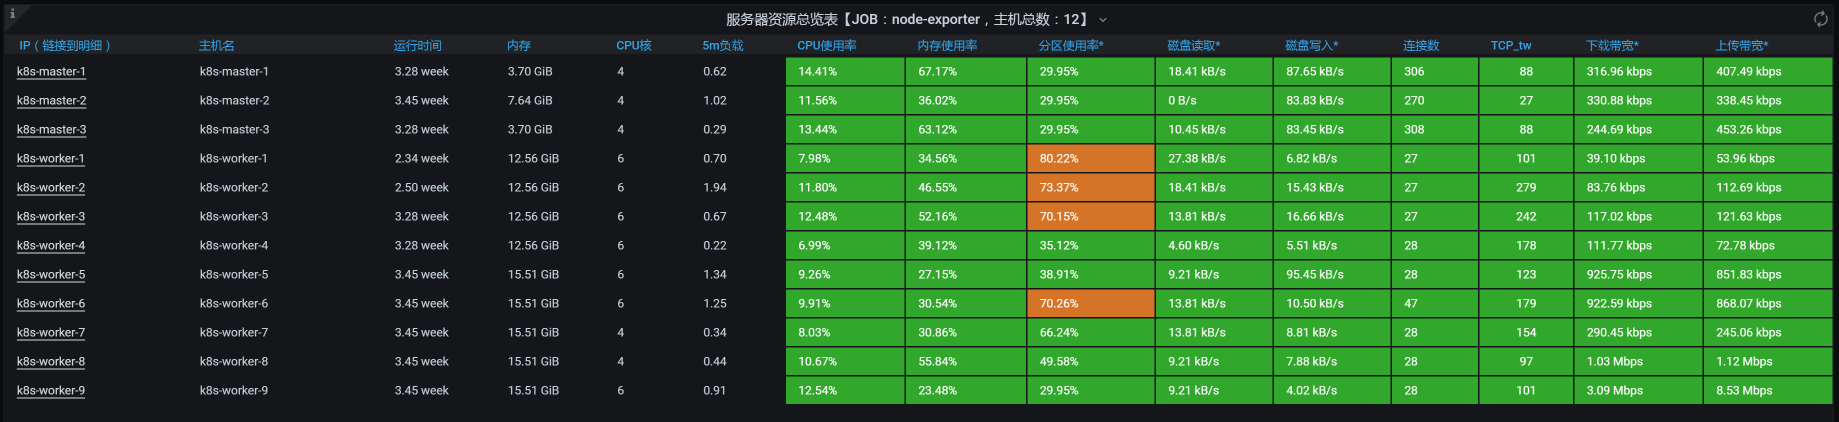 服务器资源总览表【JOB：node-exporter，主机总数：12】
IP（链接到明细） 主机名 运行时间 内存 CPU核 5m负载 CPU使用率 内存使用率 分区使用率* 磁盘读取* 磁盘写入* 连接数 TCP_tw 下载带宽* 上传带宽*
k8s-master-1 k8s-master-1 3.28 week 3.70 GiB 4 0.62 14.41% 67.17% 29.95% 18.41 kB/s 87.65 kB/s 306 88 316.96 kbps 407.49 kbps
k8s-master-2 k8s-master-2 3.45 week 7.64 GiB 4 1.02 11.56% 36.02% 29.95% 0 B/s 83.83 kB/s 270 27 330.88 kbps 338.45 kbps
k8s-master-3 k8s-master-3 3.28 week 3.70 GiB 4 0.29 13.44% 63.12% 29.95% 10.45 kB/s 83.45 kB/s 308 88 244.69 kbps 453.26 kbps
k8s-worker-1 k8s-worker-1 2.34 week 12.56 GiB 6 0.70 7.98% 34.56% 80.22% 27.38 kB/s 6.82 kB/s 27 101 39.10 kbps 53.96 kbps
k8s-worker-2 k8s-worker-2 2.50 week 12.56 GiB 6 1.94 11.80% 46.55% 73.37% 18.41 kB/s 15.43 kB/s 27 279 83.76 kbps 112.69 kbps
k8s-worker-3 k8s-worker-3 3.28 week 12.56 GiB 6 0.67 12.48% 52.16% 70.15% 13.81 kB/s 16.66 kB/s 27 242 117.02 kbps 121.63 kbps
k8s-worker-4 k8s-worker-4 3.28 week 12.56 GiB 6 0.22 6.99% 39.12% 35.12% 4.60 kB/s 5.51 kB/s 28 178 111.77 kbps 72.78 kbps
k8s-worker-5 k8s-worker-5 3.45 week 15.51 GiB 6 1.34 9.26% 27.15% 38.91% 9.21 kB/s 95.45 kB/s 28 123 925.75 kbps 851.83 kbps
k8s-worker-6 k8s-worker-6 3.45 week 15.51 GiB 6 1.25 9.91% 30.54% 70.26% 13.81 kB/s 10.50 kB/s 47 179 922.59 kbps 868.07 kbps
k8s-worker-7 k8s-worker-7 3.45 week 15.51 GiB 4 0.34 8.03% 30.86% 66.24% 13.81 kB/s 8.81 kB/s 28 154 290.45 kbps 245.06 kbps
k8s-worker-8 k8s-worker-8 3.45 week 15.51 GiB 4 0.44 10.67% 55.84% 49.58% 9.21 kB/s 7.88 kB/s 28 97 1.03 Mbps 1.12 Mbps
k8s-worker-9 k8s-worker-9 3.45 week 15.51 GiB 6 0.91 12.54% 23.48% 29.95% 9.21 kB/s 4.02 kB/s 28 101 3.09 Mbps 8.53 Mbps